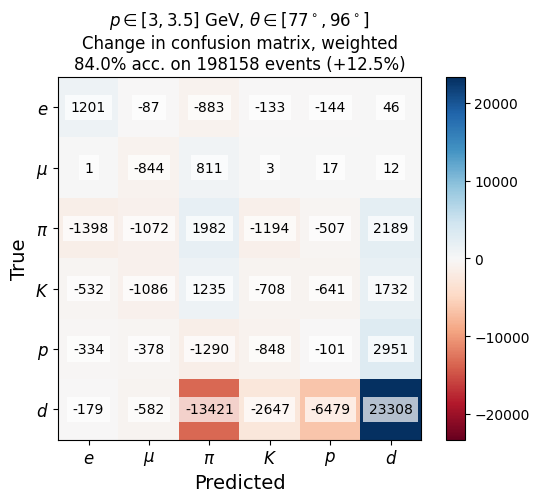 p ∈ [3, 3.5] GeV, θ ∈ [77°, 96°]
Change in confusion matrix, weighted
84.0% acc. on 198158 events (+12.5%)
e 1201 -87 -883 -133 -144 46
μ 1 -844 811 3 17 12
π -1398 -1072 1982 -1194 -507 2189
K -532 -1086 1235 -708 -641 1732
p -334 -378 -1290 -848 -101 2951
d -179 -582 -13421 -2647 -6479 23308
e μ π K p d
Predicted
True
20000
10000
0
−10000
−20000